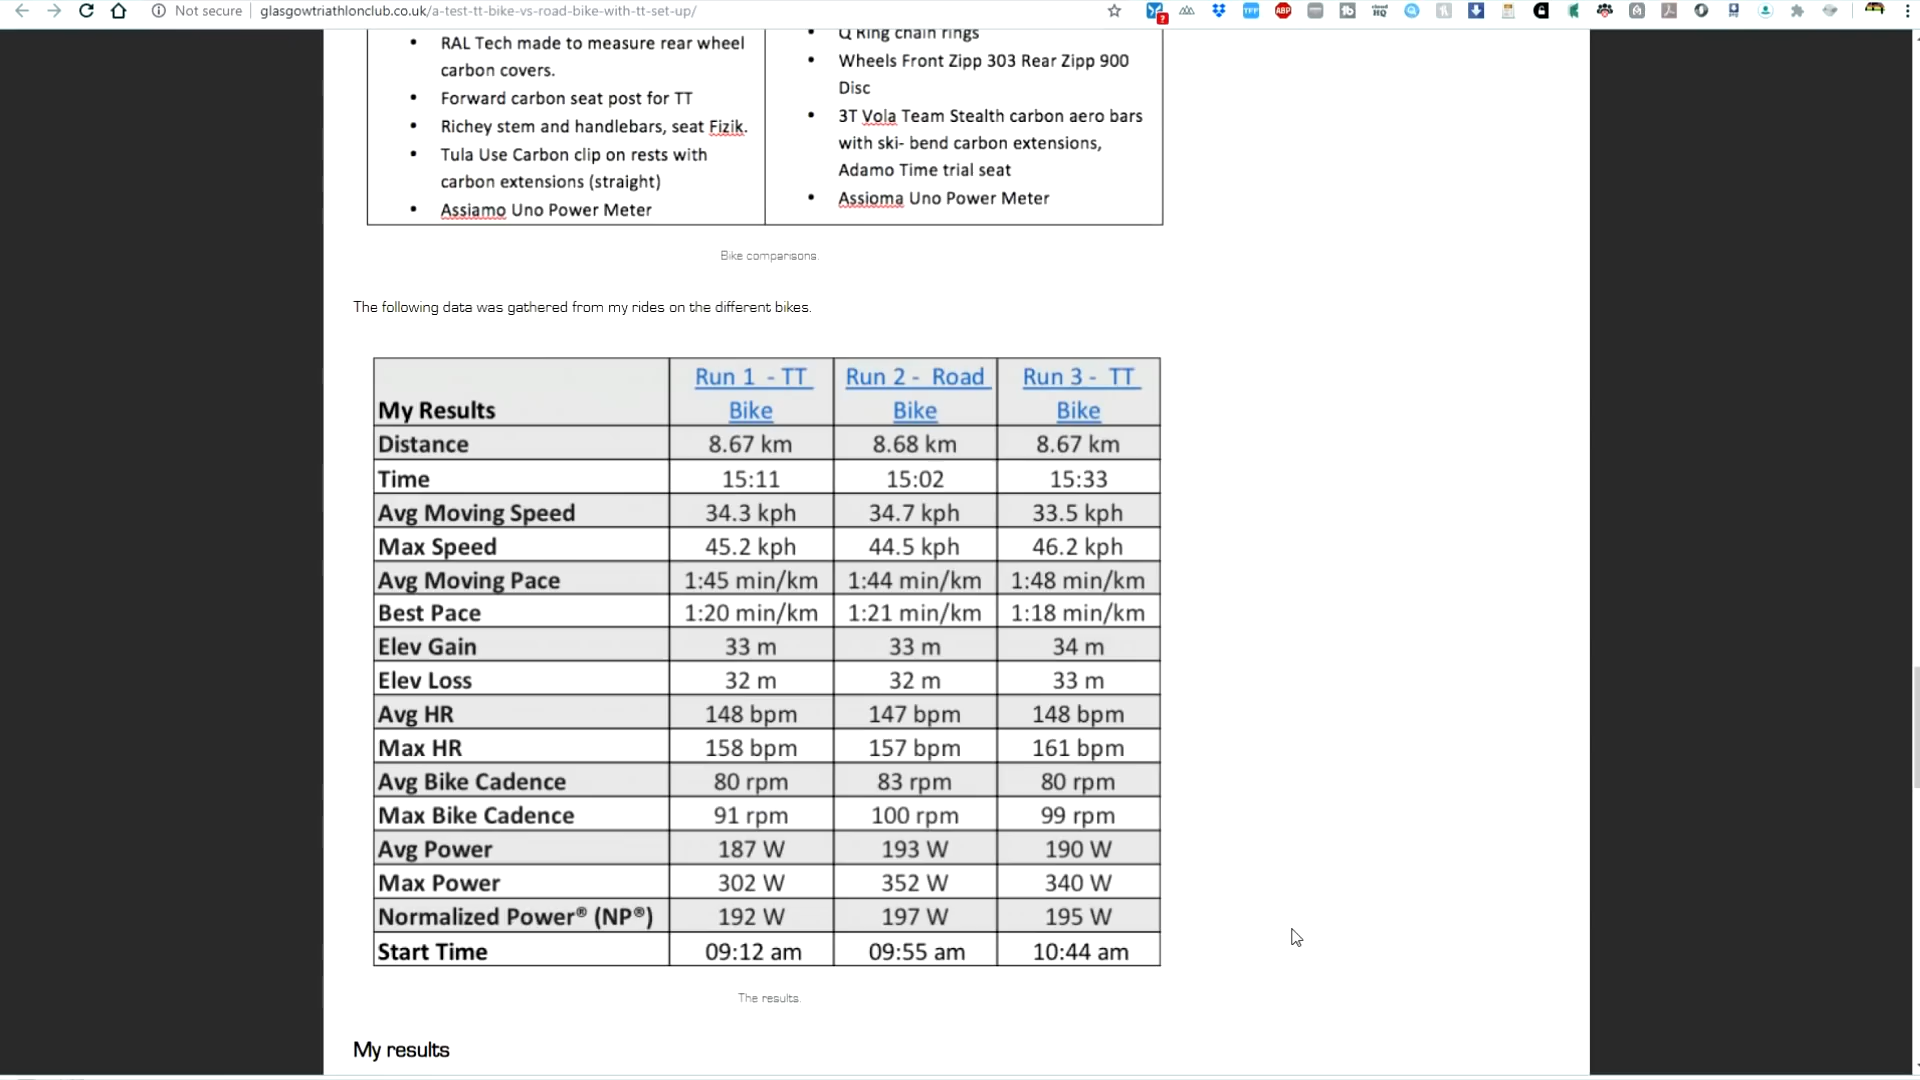 Not secure
glasgowtriathlonclub.co.uk/a-test-tt-bike-vs-road-bike-with-tt-set-up/
• RAL Tech made to measure rear wheel
carbon covers.
• Forward carbon seat post for TT
• Richey stem and handlebars, seat Fizik.
• Tula Use Carbon clip on rests with
carbon extensions (straight)
• Assiamo Uno Power Meter
• Q Ring chain rings
• Wheels Front Zipp 303 Rear Zipp 900
Disc
• 3T Vola Team Stealth carbon aero bars
with ski- bend carbon extensions,
Adamo Time trial seat
• Assioma Uno Power Meter
Bike comparisons.
The following data was gathered from my rides on the different bikes.
My Results Run 1 - TT Bike Run 2 - Road Bike Run 3 - TT Bike
Distance 8.67 km 8.68 km 8.67 km
Time 15:11 15:02 15:33
Avg Moving Speed 34.3 kph 34.7 kph 33.5 kph
Max Speed 45.2 kph 44.5 kph 46.2 kph
Avg Moving Pace 1:45 min/km 1:44 min/km 1:48 min/km
Best Pace 1:20 min/km 1:21 min/km 1:18 min/km
Elev Gain 33 m 33 m 34 m
Elev Loss 32 m 32 m 33 m
Avg HR 148 bpm 147 bpm 148 bpm
Max HR 158 bpm 157 bpm 161 bpm
Avg Bike Cadence 80 rpm 83 rpm 80 rpm
Max Bike Cadence 91 rpm 100 rpm 99 rpm
Avg Power 187 W 193 W 190 W
Max Power 302 W 352 W 340 W
Normalized Power® (NP®) 192 W 197 W 195 W
Start Time 09:12 am 09:55 am 10:44 am
The results.
My results